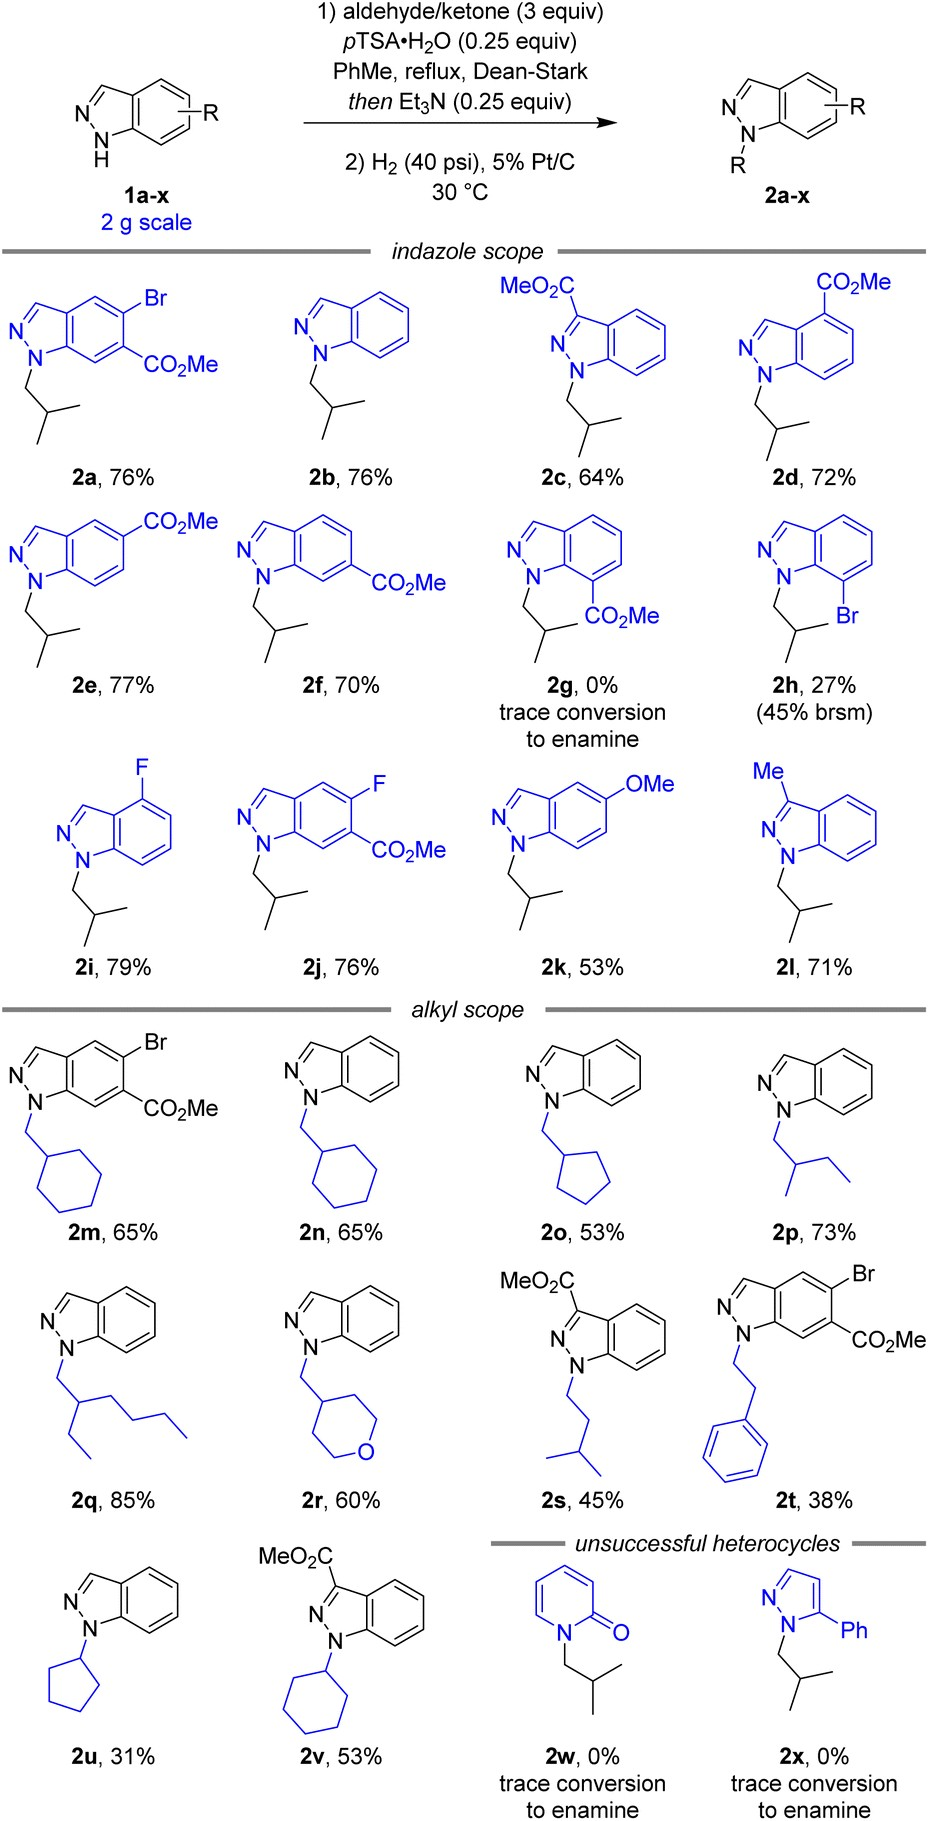 1) aldehyde/ketone (3 equiv)
pTSA•H2O (0.25 equiv)
PhMe, reflux, Dean-Stark
then Et3N (0.25 equiv)
2) H2 (40 psi), 5% Pt/C
30 °C
N
N
H
R
1a-x
2 g scale
N
N
R
R
2a-x
indazole scope
N
N
Br
CO2Me
2a, 76%
N
N
2b, 76%
MeO2C
N
N
2c, 64%
CO2Me
N
N
2d, 72%
CO2Me
N
N
2e, 77%
N
N
CO2Me
2f, 70%
N
N
CO2Me
2g, 0%
trace conversion
to enamine
N
N
Br
2h, 27%
(45% brsm)
F
N
N
2i, 79%
F
N
N
CO2Me
2j, 76%
OMe
N
N
2k, 53%
Me
N
N
2l, 71%
alkyl scope
Br
N
N
CO2Me
2m, 65%
N
N
2n, 65%
N
N
2o, 53%
N
N
2p, 73%
N
N
2q, 85%
N
N
O
2r, 60%
MeO2C
N
N
2s, 45%
Br
N
N
CO2Me
2t, 38%
unsuccessful heterocycles
N
N
2u, 31%
MeO2C
N
N
2v, 53%
N
O
2w, 0%
trace conversion
to enamine
N
N
Ph
2x, 0%
trace conversion
to enamine